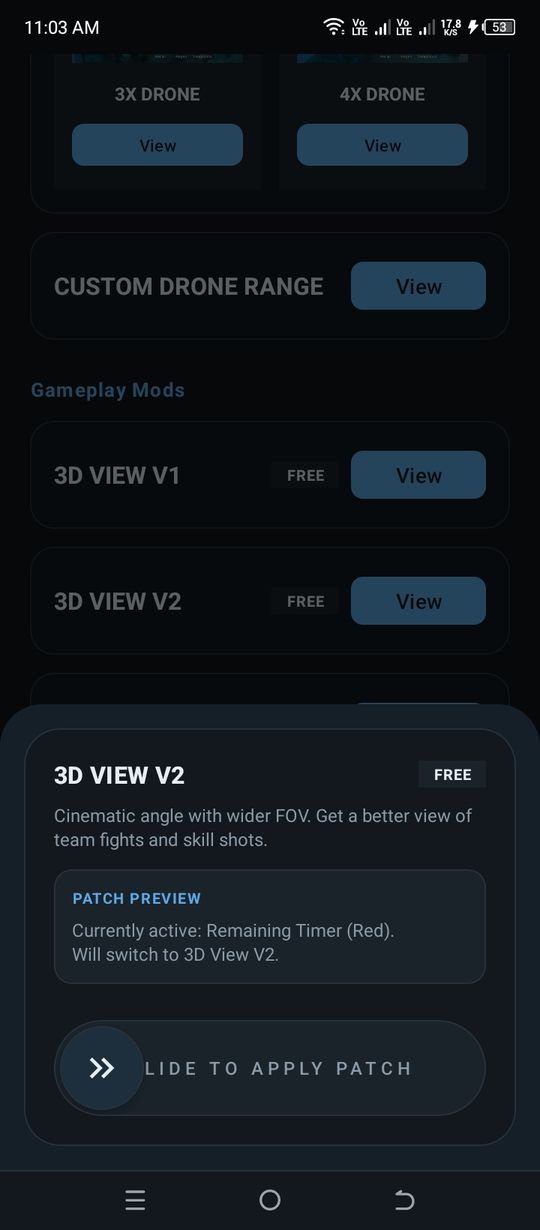 11:03 AM
Vo LTE Vo LTE 17.8 K/S 53
3X DRONE 4X DRONE
View View
CUSTOM DRONE RANGE View
Gameplay Mods
3D VIEW V1 FREE View
3D VIEW V2 FREE View
3D VIEW V2 FREE
Cinematic angle with wider FOV. Get a better view of
team fights and skill shots.
PATCH PREVIEW
Currently active: Remaining Timer (Red).
Will switch to 3D View V2.
LIDE TO APPLY PATCH